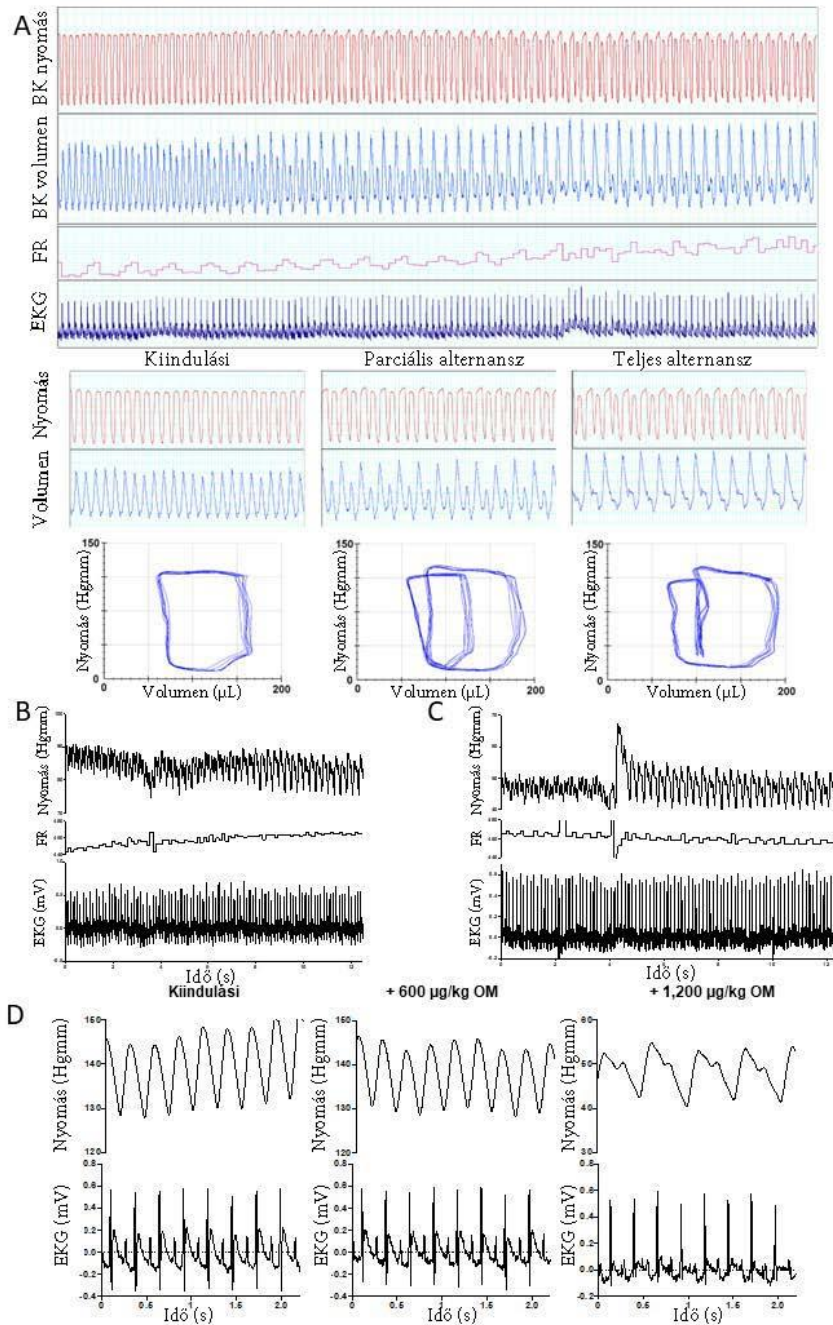 A
BK nyomás
BK volumen
FR
EKG
Kiindulási Parciális alternansz Teljes alternansz
Nyomás
Volumen
Nyomás (Hgmm) 150 0 Nyomás (Hgmm) 150 0 Nyomás (Hgmm) 150 0
0 Volumen (μL) 200 0 Volumen (μL) 200 0 Volumen (μL) 200
B
Nyomás (Hgmm)
FR
EKG (mV)
0 2 4
Idő (s)
C
Nyomás (Hgmm)
FR
EKG (mV)
Idő (s)
Kiindulási + 600 μg/kg OM + 1,200 μg/kg OM
D
Nyomás (Hgmm) 150 140 130 120
Nyomás (Hgmm) 150 140 130 120
Nyomás (Hgmm) 60 50 40 30
EKG (mV) 0.8 0.6 0.4 0.2 0.0 -0.2 -0.4
EKG (mV) 0.8 0.6 0.4 0.2 0.0 -0.2 -0.4
EKG (mV) 0.8 0.6 0.4 0.2 0.0 -0.2
0 0.5 1 1.5 2.0 0 0.5 1 1.5 2.0 0 0.5 1 1.5 2.0
Idő (s) Idő (s) Idő (s)